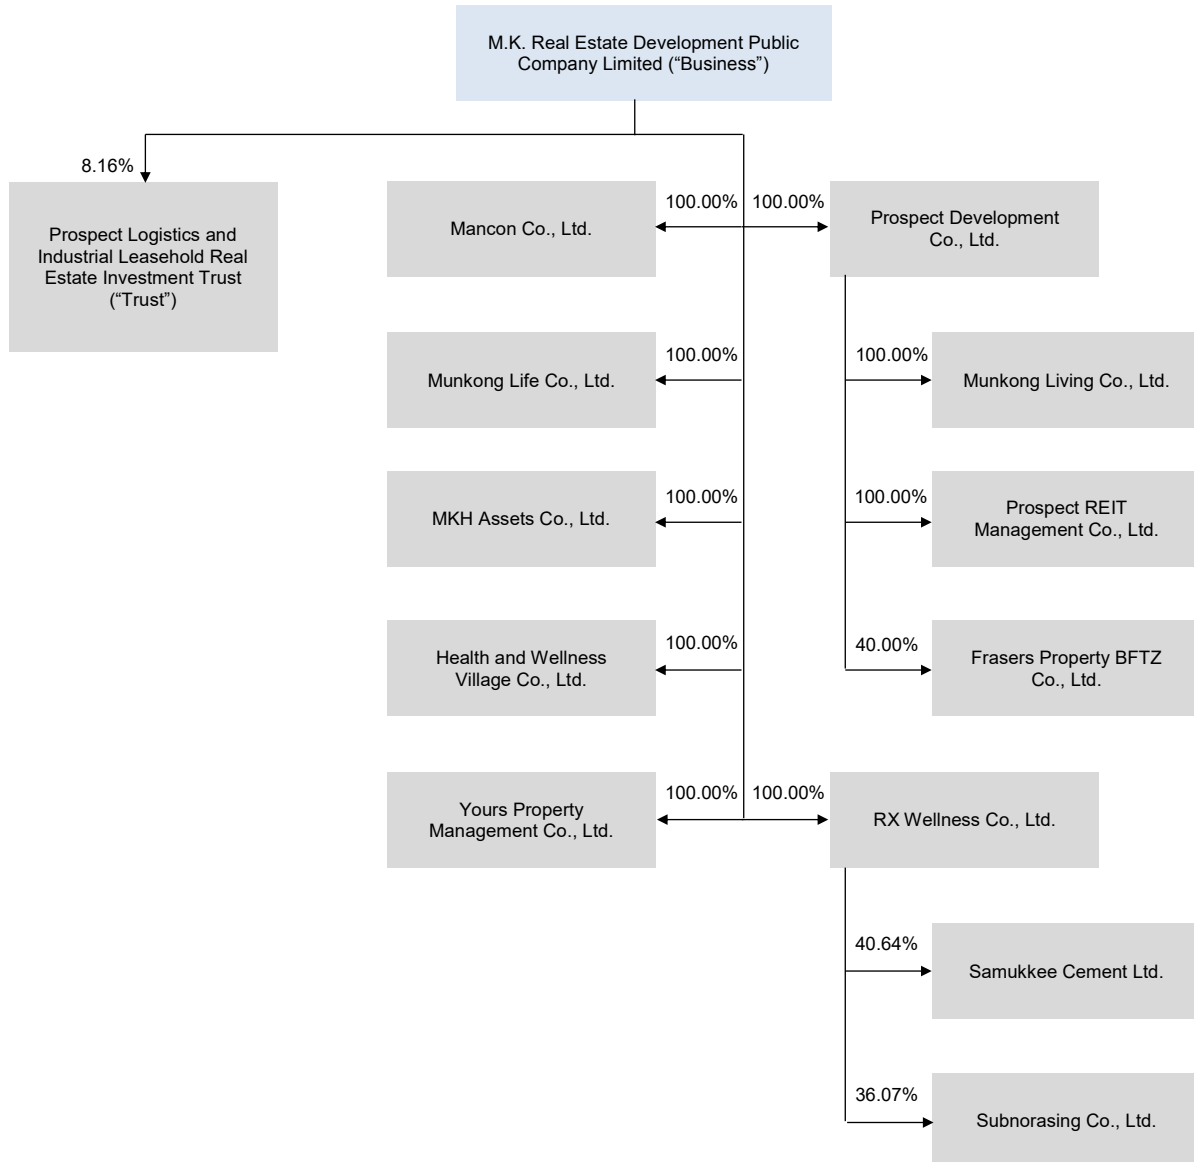 M.K. Real Estate Development Public
Company Limited (“Business”)
8.16%
Prospect Logistics and
Industrial Leasehold Real
Estate Investment Trust
(“Trust”)
100.00%
100.00%
Mancon Co., Ltd.
Prospect Development
Co., Ltd.
100.00%
100.00%
Munkong Life Co., Ltd.
Munkong Living Co., Ltd.
100.00%
100.00%
MKH Assets Co., Ltd.
Prospect REIT
Management Co., Ltd.
100.00%
40.00%
Health and Wellness
Village Co., Ltd.
Frasers Property BFTZ
Co., Ltd.
100.00%
100.00%
Yours Property
Management Co., Ltd.
RX Wellness Co., Ltd.
40.64%
Samukkee Cement Ltd.
36.07%
Subnorasing Co., Ltd.